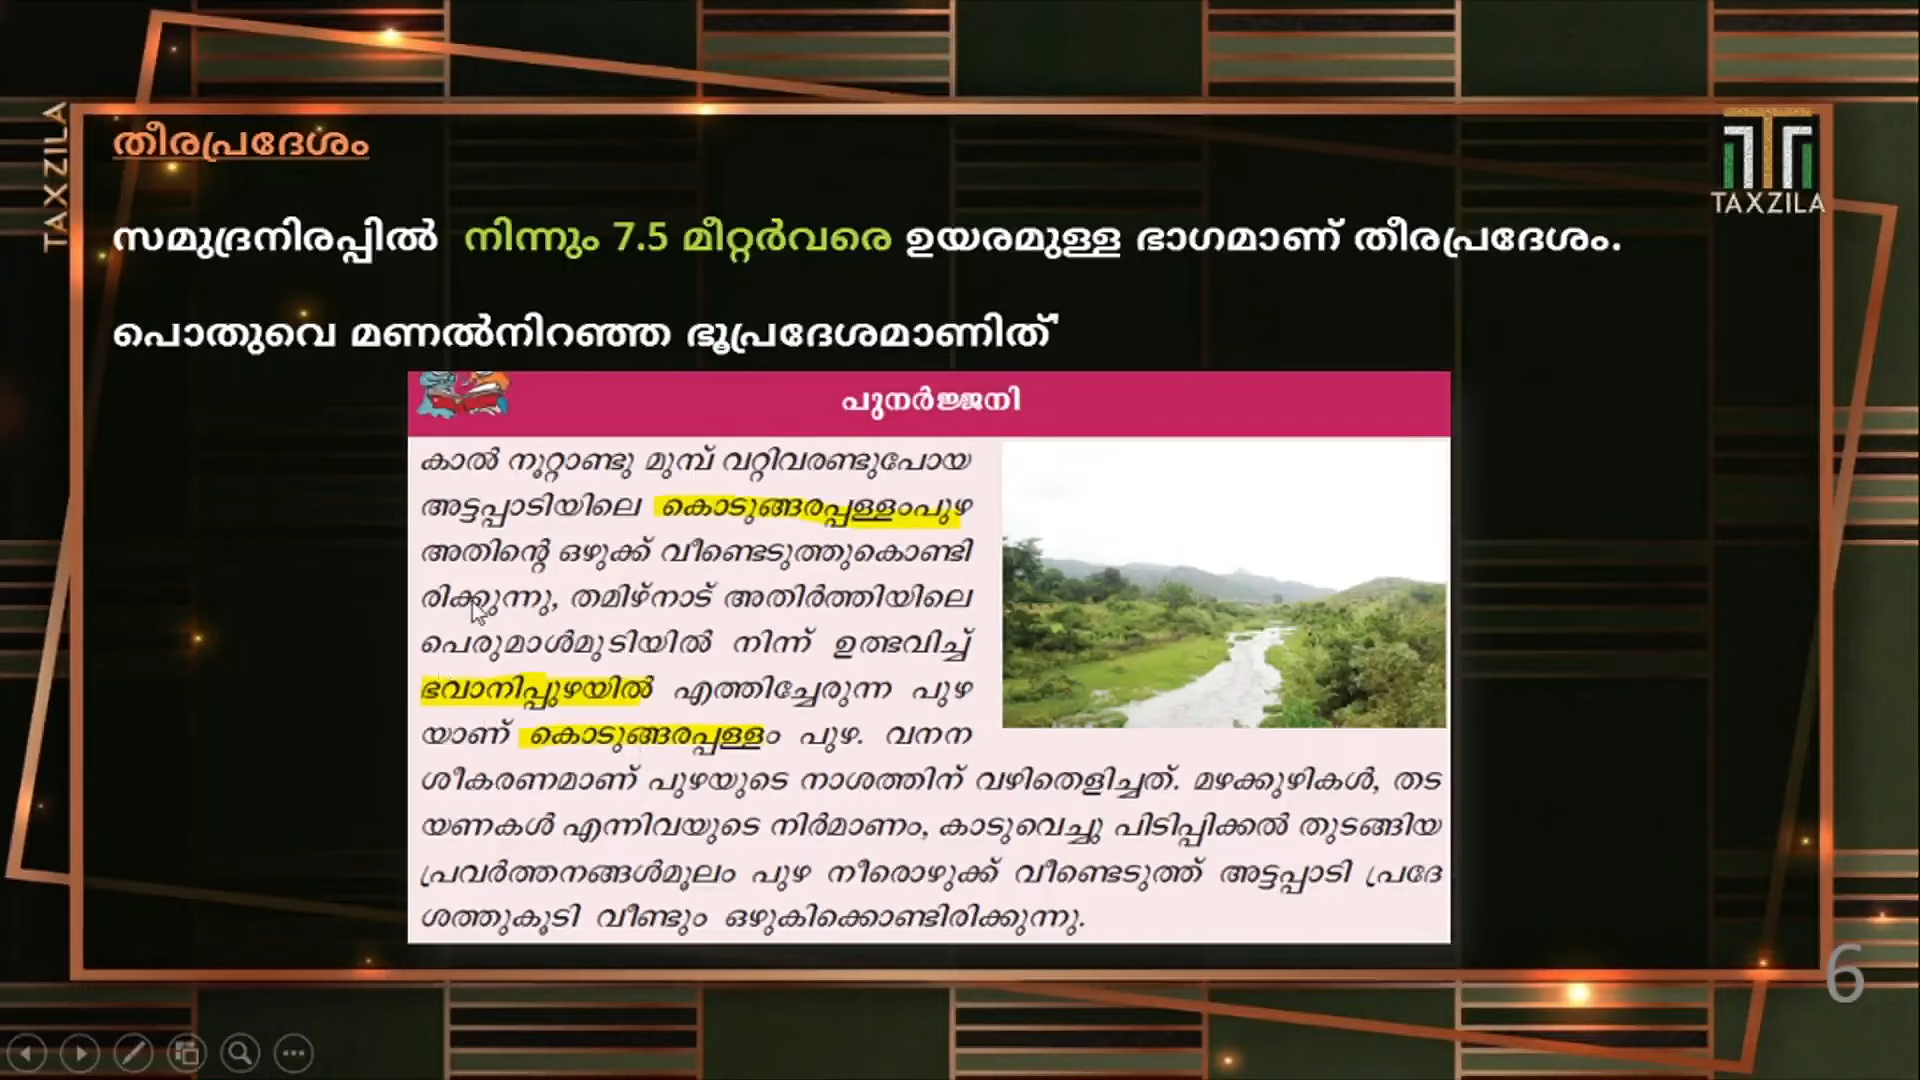 TAXZILA
തീരപ്രദേശം
TAXZILA
സമുദ്രനിരപ്പിൽ നിന്നും 7.5 മീറ്റർവരെ ഉയരമുള്ള ഭാഗമാണ് തീരപ്രദേശം.
പൊതുവെ മണൽനിറഞ്ഞ ഭൂപ്രദേശമാണിത്'
പുനർജ്ജനി
കാൽ നൂറ്റാണ്ടു മുമ്പ് വറ്റിവരണ്ടുപോയ
അട്ടപ്പാടിയിലെ കൊടുങ്ങരപ്പള്ളംപുഴ
അതിന്റെ ഒഴുക്ക് വീണ്ടെടുത്തുകൊണ്ടി
രിക്കുന്നു, തമിഴ്നാട് അതിർത്തിയിലെ
പെരുമാൾമുടിയിൽ നിന്ന് ഉത്ഭവിച്ച്
ഭവാനിപ്പുഴയിൽ എത്തിച്ചേരുന്ന പുഴ
യാണ് കൊടുങ്ങരപ്പള്ളം പുഴ. വനന
ശീകരണമാണ് പുഴയുടെ നാശത്തിന് വഴിതെളിച്ചത്. മഴക്കുഴികൾ, തട
യണകൾ എന്നിവയുടെ നിർമാണം, കാടുവെച്ചു പിടിപ്പിക്കൽ തുടങ്ങിയ
പ്രവർത്തനങ്ങൾമൂലം പുഴ നീരൊഴുക്ക് വീണ്ടെടുത്ത് അട്ടപ്പാടി പ്രദേ
ശത്തുകൂടി വീണ്ടും ഒഴുകിക്കൊണ്ടിരിക്കുന്നു.
6